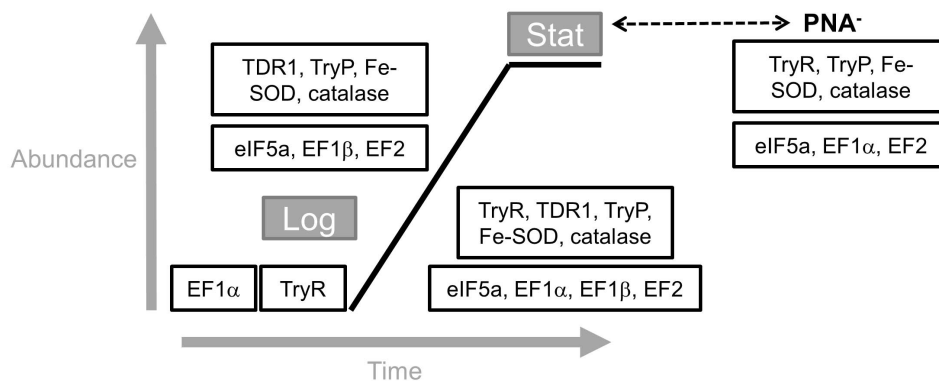 Stat
PNA-
TDR1, TryP, Fe-
SOD, catalase
TryR, TryP, Fe-
SOD, catalase
eIF5a, EF1β, EF2
eIF5a, EF1α, EF2
Abundance
Log
TryR, TDR1, TryP,
Fe-SOD, catalase
EF1α
TryR
eIF5a, EF1α, EF1β, EF2
Time